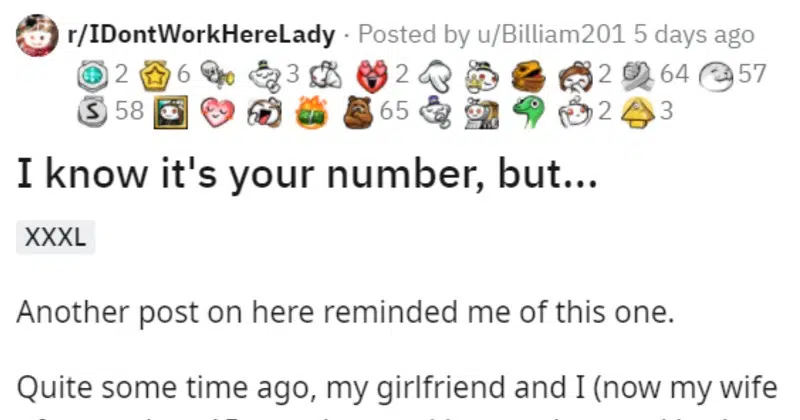 r/IDontWorkHereLady · Posted by u/Billiam201 5 days ago
2 6 3 2 2 64 57
S 58 65 2 3
I know it's your number, but...
XXXL
Another post on here reminded me of this one.
Quite some time ago, my girlfriend and I (now my wife